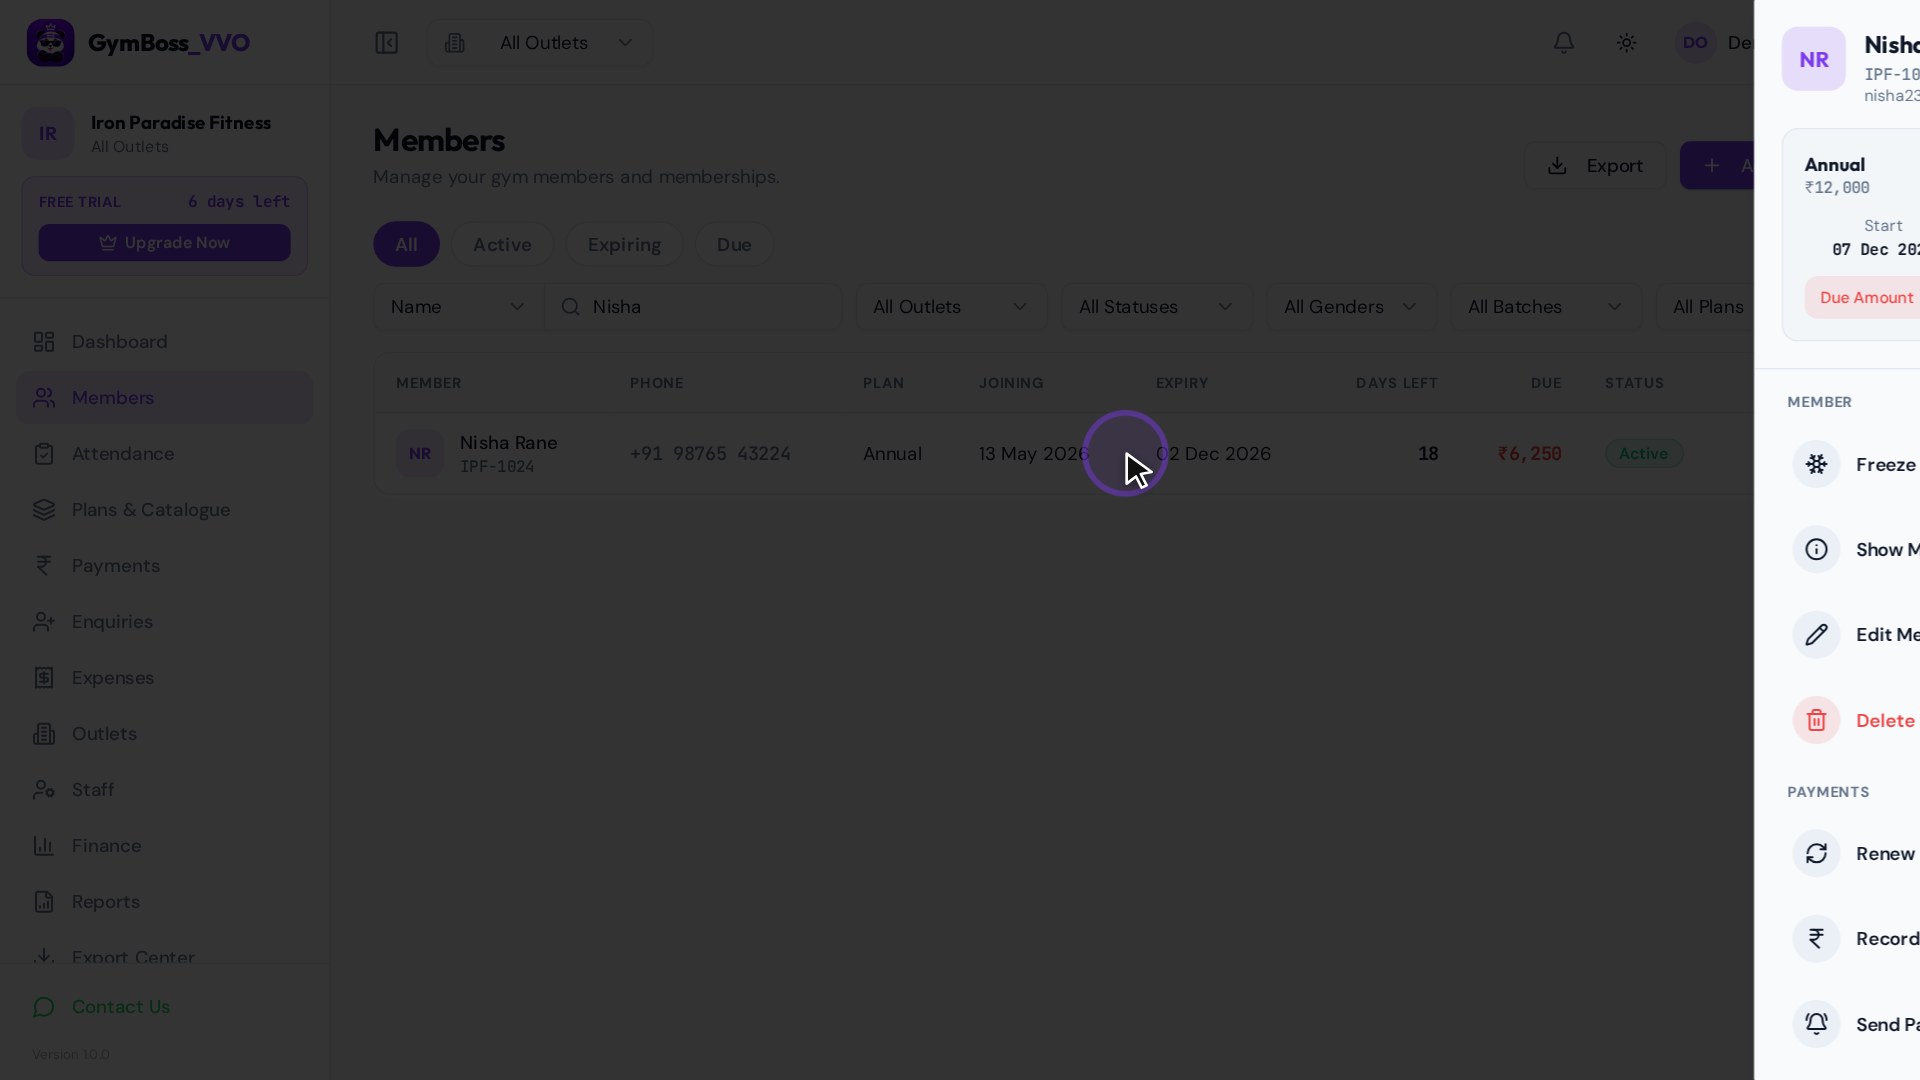 GymBoss_VVO
All Outlets
DO
IR
Iron Paradise Fitness
All Outlets
FREE TRIAL
6 days left
Upgrade Now
Dashboard
Members
Attendance
Plans & Catalogue
Payments
Enquiries
Expenses
Outlets
Staff
Finance
Reports
Export Center
Contact Us
Version 1.0.0
Members
Manage your gym members and memberships.
Export
All
Active
Expiring
Due
Name
Nisha
All Outlets
All Statuses
All Genders
All Batches
All Plans
MEMBER PHONE PLAN JOINING EXPIRY DAYS LEFT DUE STATUS
NR
Nisha Rane
IPF-1024
+91 98765 43224
Annual
13 May 2026
02 Dec 2026
18
₹6,250
Active
NR
Annual
₹12,000
Start
07 Dec
Due Amount
MEMBER
Freeze
Show
Edit
Delete
PAYMENTS
Renew
Record
Send